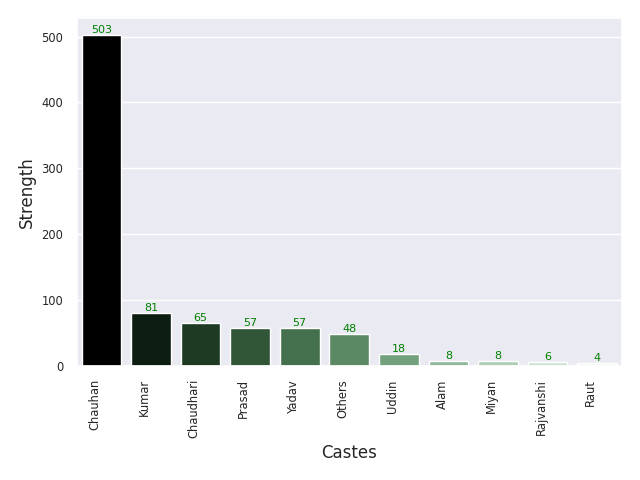 503
500
400
300
200
100
0
81
65
57
57
48
18
8
8
6
4
Strength
Chauhan
Kumar
Chaudhari
Prasad
Yadav
Others
Uddin
Alam
Miyan
Rajvanshi
Raut
Castes